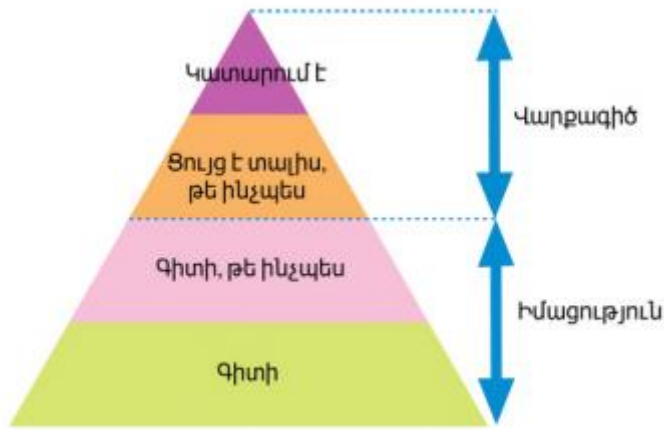 Կատարում է
Վարքագիծ
Ցույց է տալիս,
թե ինչպես
Գիտի, թե ինչպես
Իմացություն
Գիտի